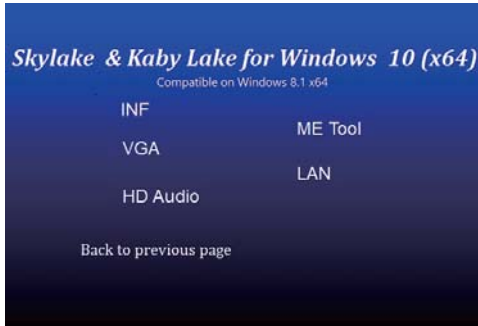 Skylake & Kaby Lake for Windows 10 (x64)
Compatible on Windows 8.1 x64
INF
ME Tool
VGA
LAN
HD Audio
Back to previous page